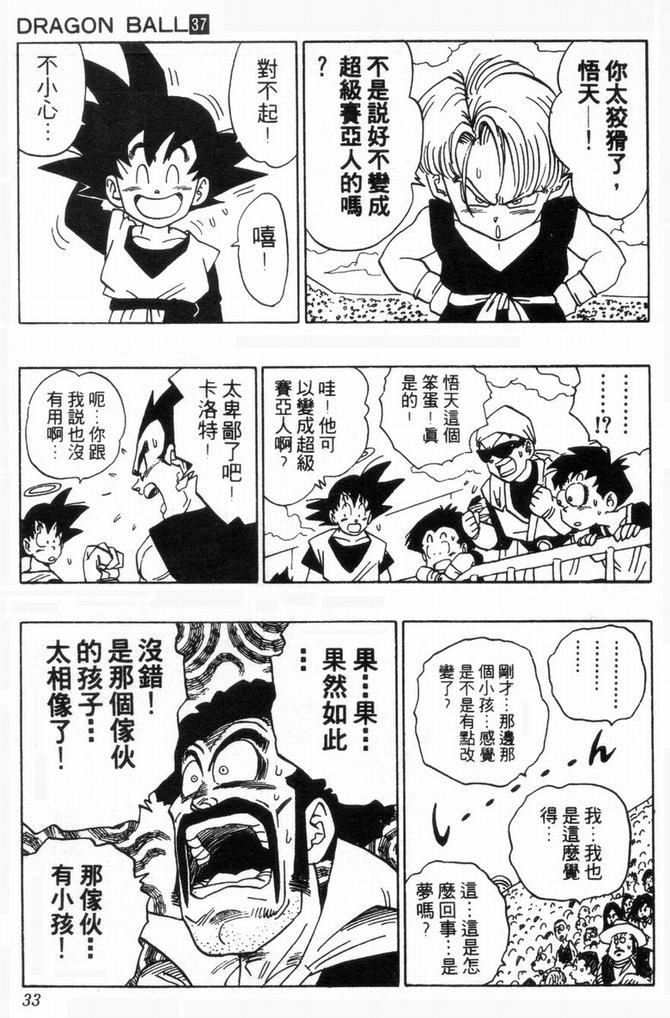 DRAGON BALL 37
你太狡猾了，
悟天—！
不是説好不變成
超級賽亞人的嗎
？
對不起！
不小心…
嘻！
………
……!?
悟天這個
笨蛋！真
是的！
哇！他可
以變成超級
賽亞人啊？
太卑鄙了吧！
卡洛特！
呃…你跟
我説也沒
有用啊…
………
………
剛才…那邊那
個小孩…感覺
是不是有點改
變了？
ん
我…我也
是這麼覺
得…
這…這是怎
麼回事…是
夢嗎？
果…果…
果然如此
…
沒錯！
是那個傢伙
的孩子…
太相像了！
那傢伙…
有小孩！
33